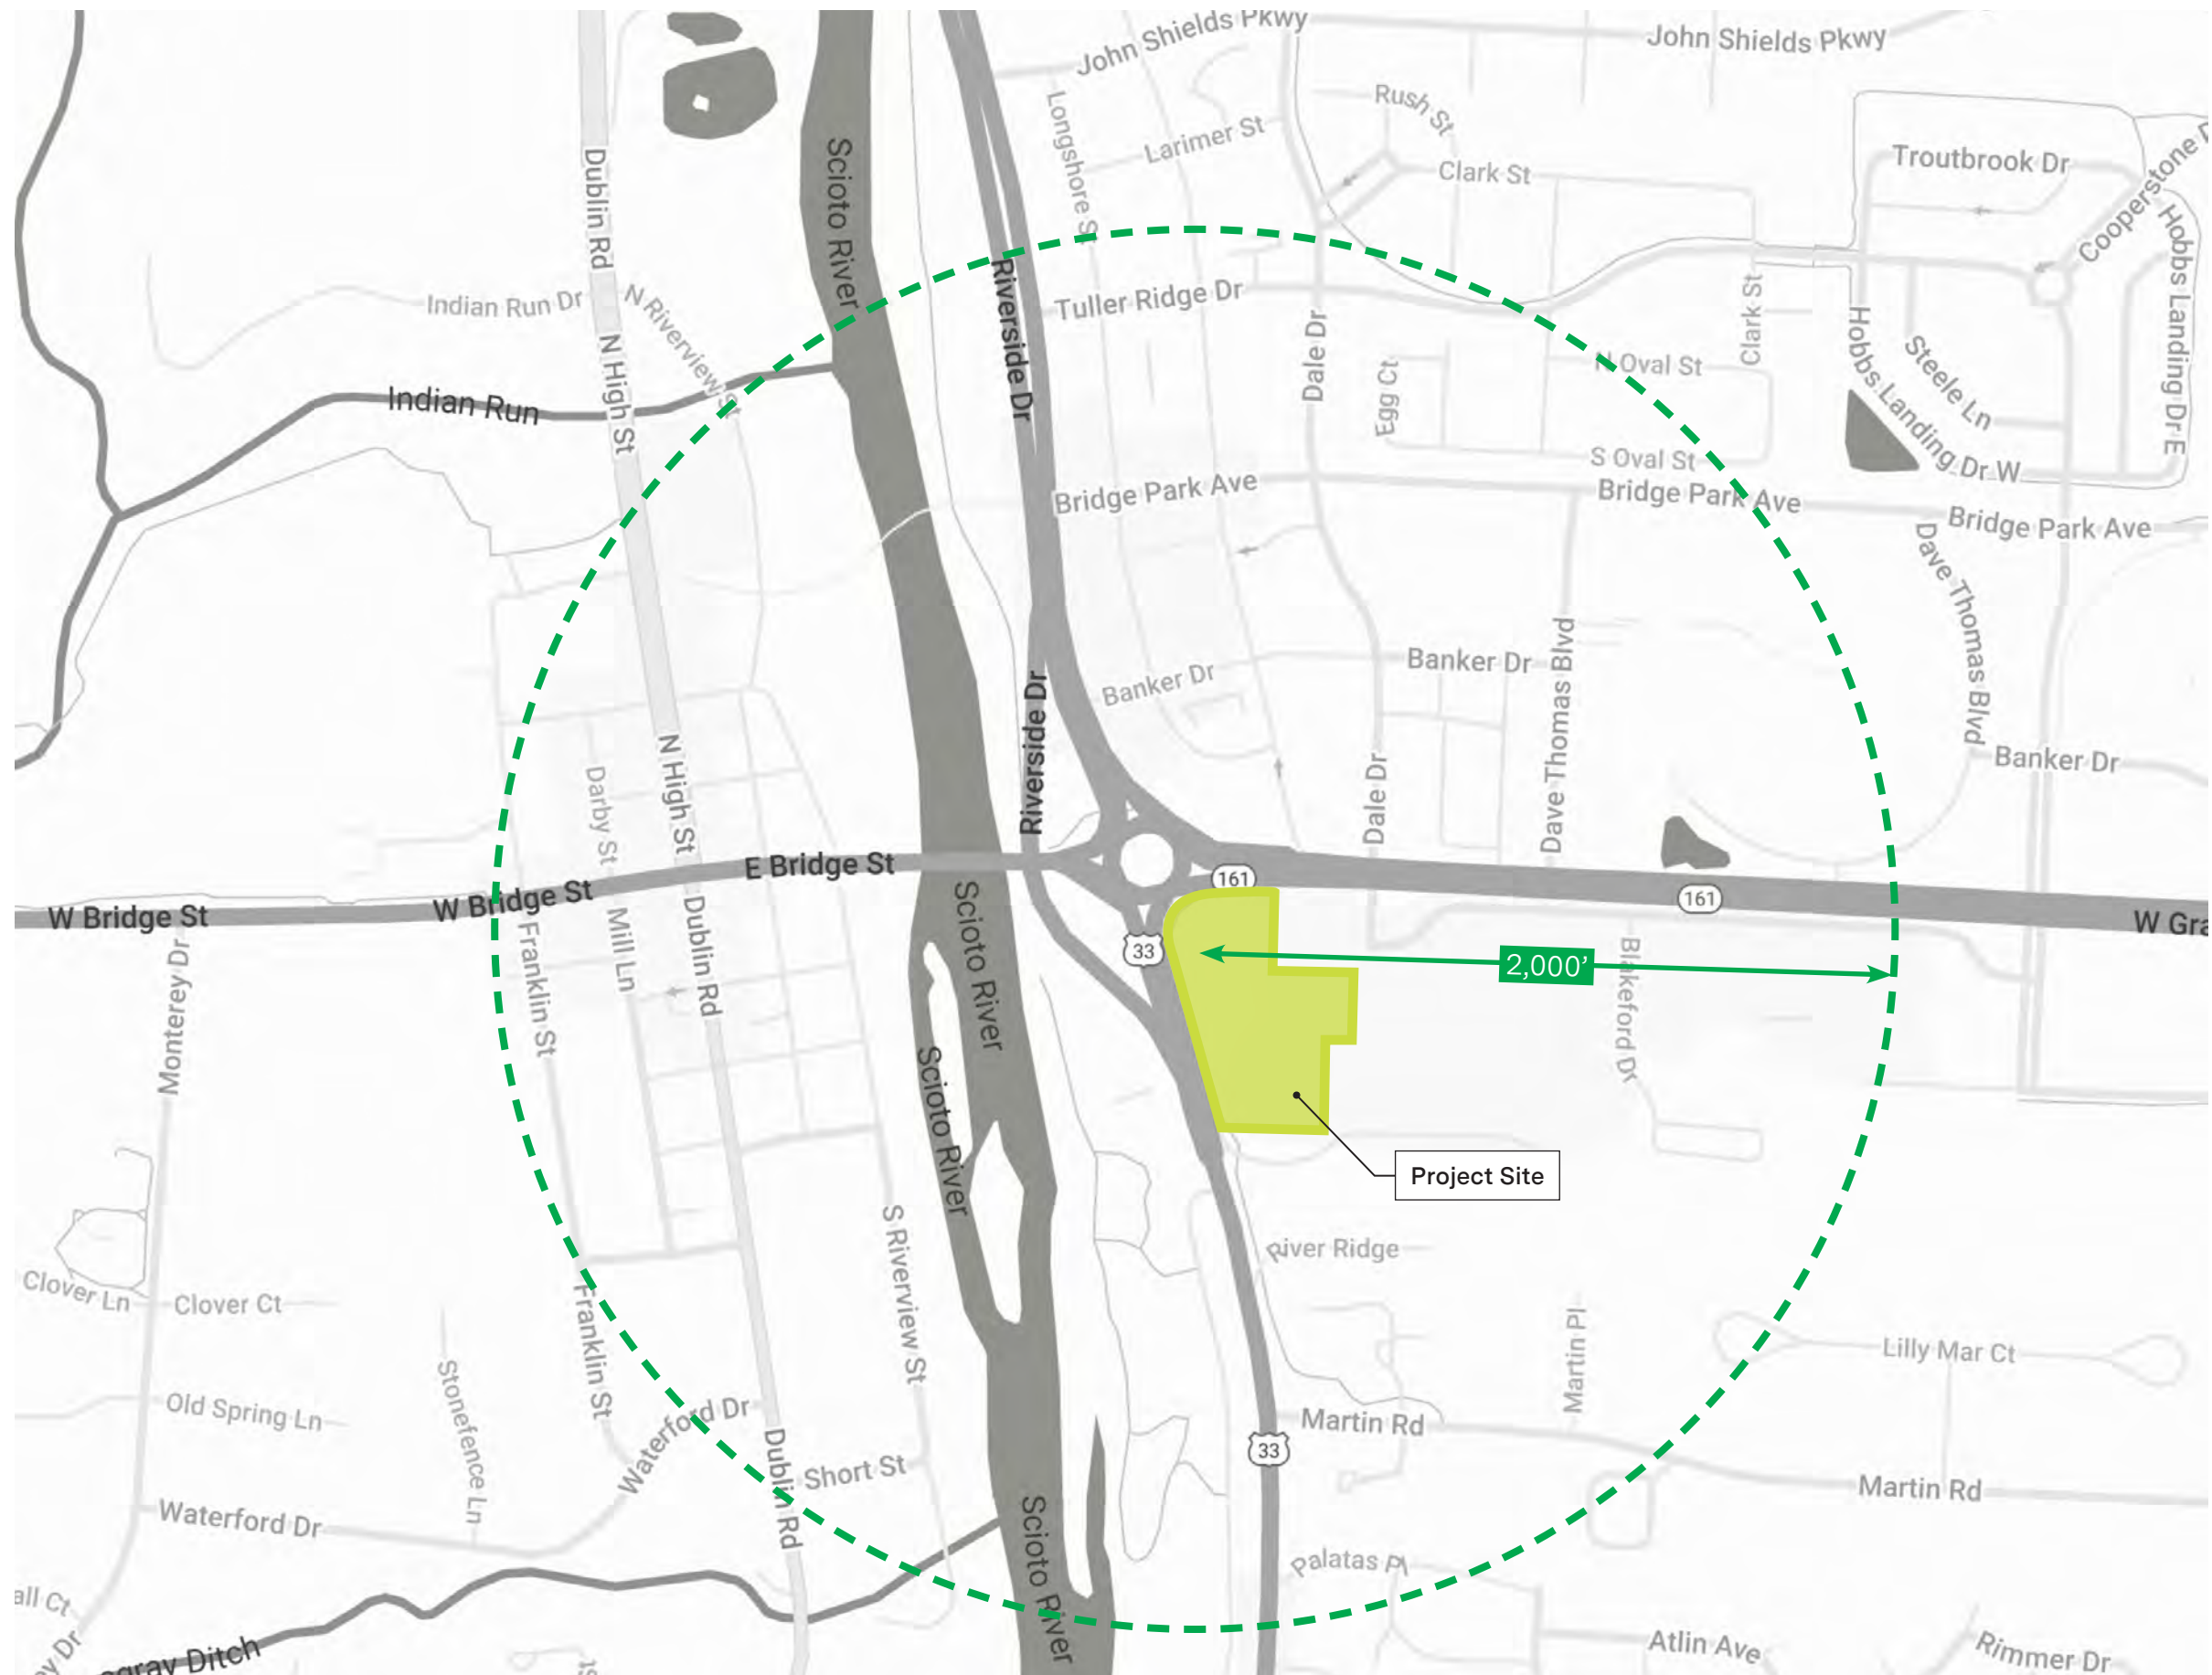 John Shields Pkwy
John Shields Pkwy
Rush St
Longshore St
Larimer St
Clark St
Troutbrook Dr
Cooperstone
Hobbs Landing Dr E
Dublin Rd
Scioto River
Indian Run Dr
N Riverview St
Riverside Dr
Tuller Ridge Dr
Dale Dr
Clark St
Hobbs Landing Dr W
Steele Ln
N High St
Indian Run
Egg Ct
N Oval St
S Oval St
Bridge Park Ave
Bridge Park Ave
Bridge Park Ave
Dave Thomas Blvd
Banker Dr
Banker Dr
Dave Thomas Blvd
Riverside Dr
Banker Dr
Dale Dr
N High St
Darby St
E Bridge St
161
161
W Bridge St
W Bridge St
W Gra
Mill Ln
Dublin Rd
Scioto River
33
2,000’
Franklin St
Blakeford Dr
Monterey Dr
Scioto River
Project Site
S Riverview St
River Ridge
Clover Ln
Clover Ct
Franklin St
Martin Pl
Lilly Mar Ct
Stonefence Ln
Old Spring Ln
Waterford Dr
Martin Rd
33
Dublin Rd
Short St
Martin Rd
Waterford Dr
Scioto River
Palatas Pl
all Ct
ey Dr
gray Ditch
Atlin Ave
Rimmer Dr